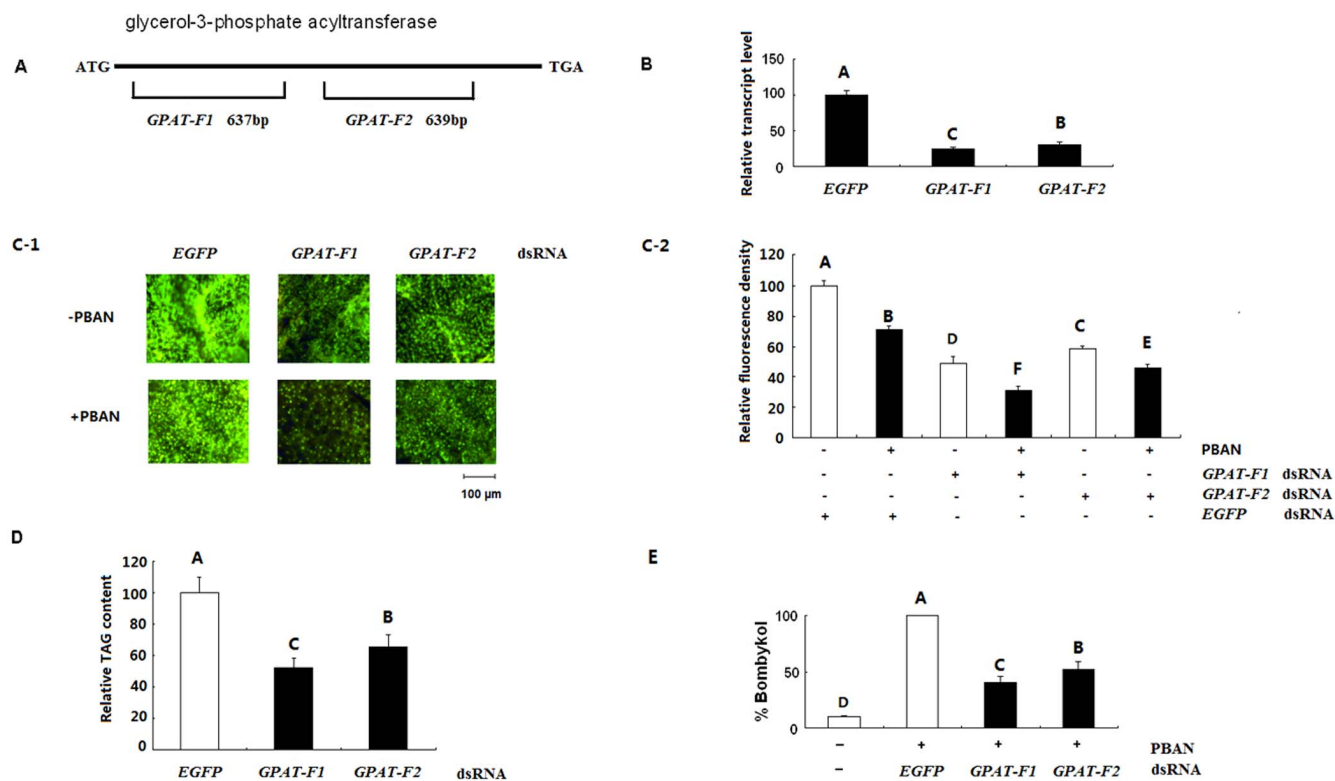 glycerol-3-phosphate acyltransferase
A
ATG TGA
GPAT-F1 637bp GPAT-F2 639bp
B
Relative transcript level
150
100
50
0
A
C
B
EGFP GPAT-F1 GPAT-F2
C-1
EGFP GPAT-F1 GPAT-F2 dsRNA
-PBAN
+PBAN
100 μm
C-2
Relative fluorescence density
120
100
80
60
40
20
0
A
B
D
F
C
E
- + - + - + PBAN
- - + + - - GPAT-F1 dsRNA
- - - - + + GPAT-F2 dsRNA
+ + - - - - EGFP dsRNA
D
Relative TAG content
120
100
80
60
40
20
0
A
C
B
EGFP GPAT-F1 GPAT-F2 dsRNA
E
% Bombykol
100
50
0
D
A
C
B
– + + + PBAN
– EGFP GPAT-F1 GPAT-F2 dsRNA